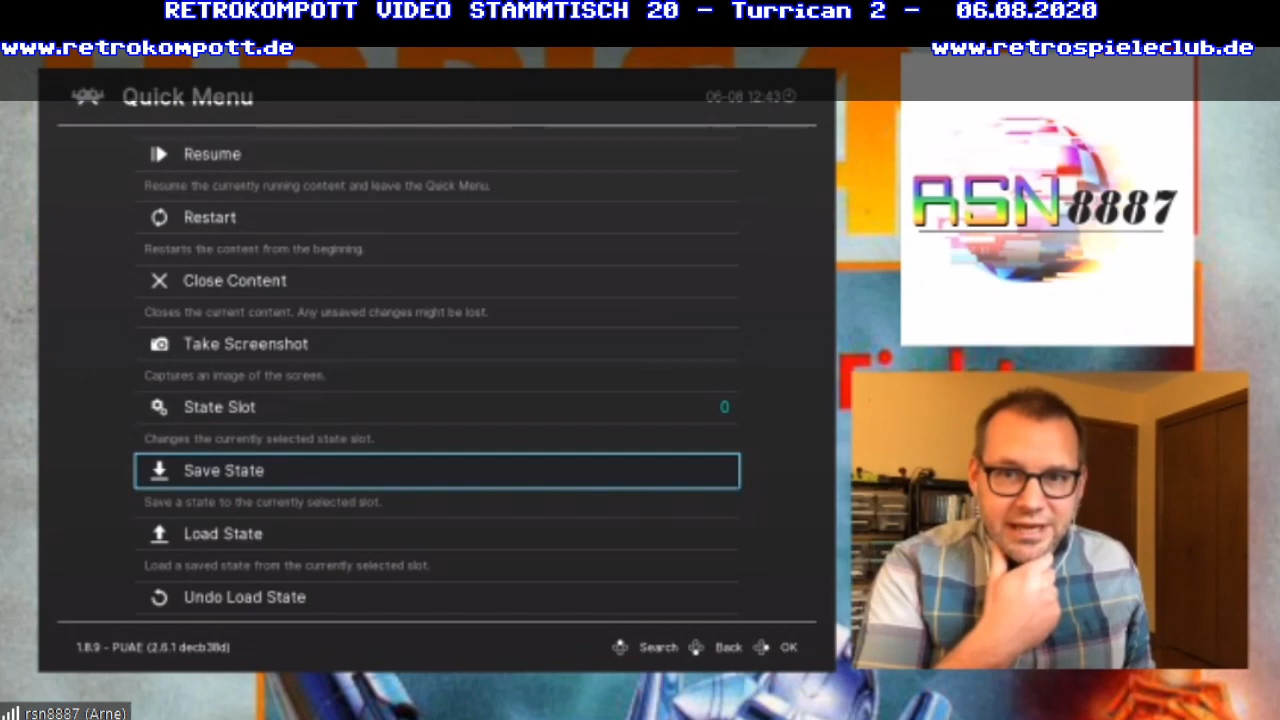 RETROKOMPOTT VIDEO STAMMTISCH 20 - Turrican 2 - 06.08.2020
www.retrokompott.de
www.retrospieleclub.de
Quick Menu
06-08 12:43
Resume
Resume the currently running content and leave the Quick Menu.
Restart
Restarts the content from the beginning.
Close Content
Closes the current content. Any unsaved changes might be lost.
Take Screenshot
Captures an image of the screen.
State Slot 0
Changes the currently selected state slot.
Save State
Save a state to the currently selected slot.
Load State
Load a saved state from the currently selected slot.
Undo Load State
1.8.9 - PUAE (2.6.1 decb38d)
Search Back OK
RSN8887
rsn8887 (Arne)